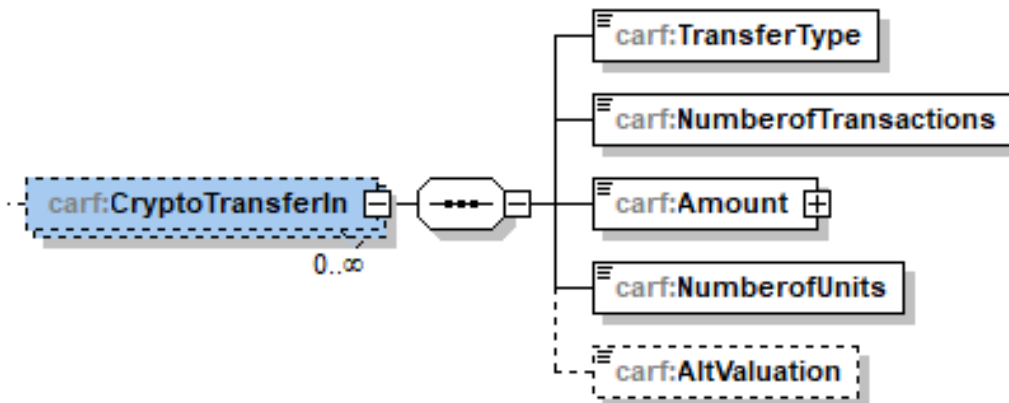 carf:TransferType
carf:NumberofTransactions
carf:CryptoTransferIn
0..∞
carf:Amount
carf:NumberofUnits
carf:AltValuation